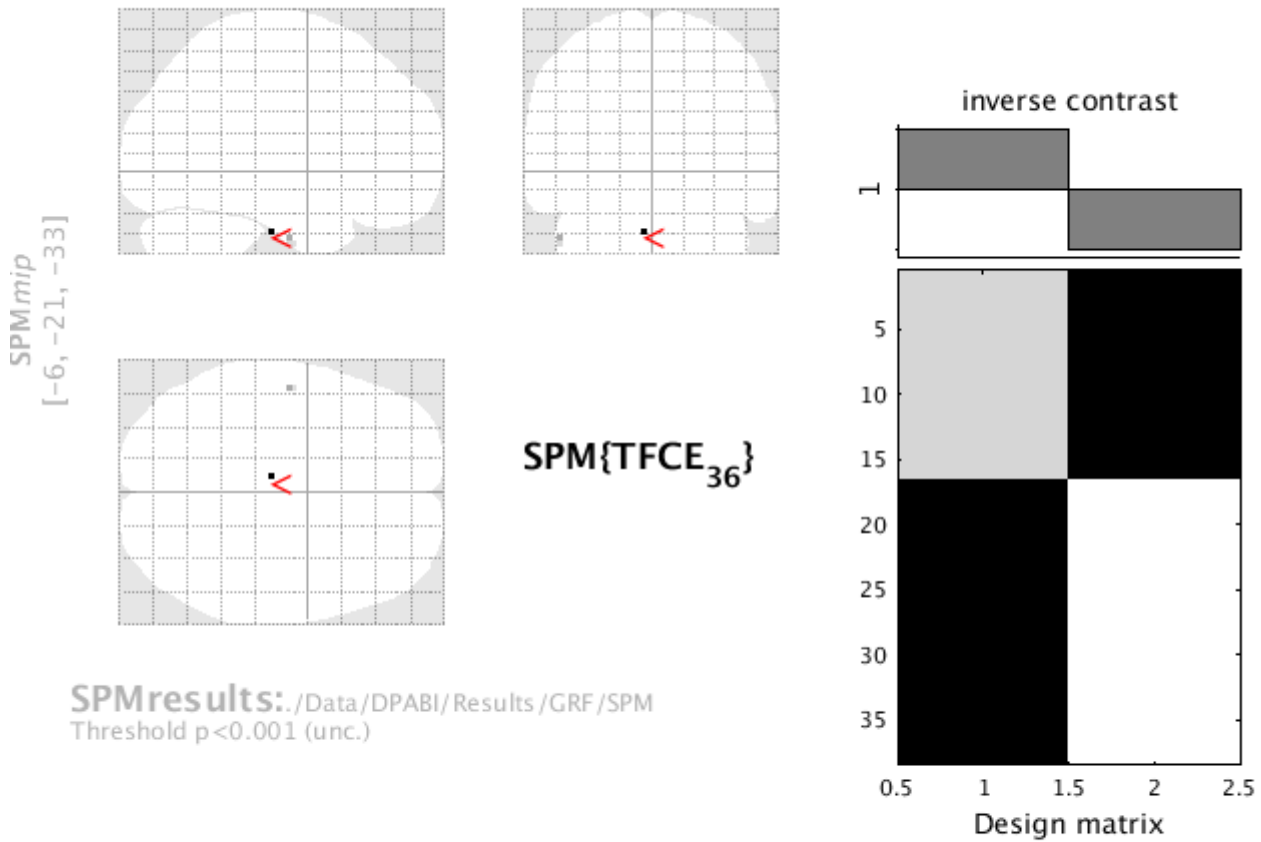 SPMmip
[-6, -21, -33]
<
<
<
SPM{TFCE36}
SPMresults:./Data/DPABI/Results/GRF/SPM
Threshold p<0.001 (unc.)
inverse contrast
1
5
10
15
20
25
30
35
0.5 1 1.5 2 2.5
Design matrix